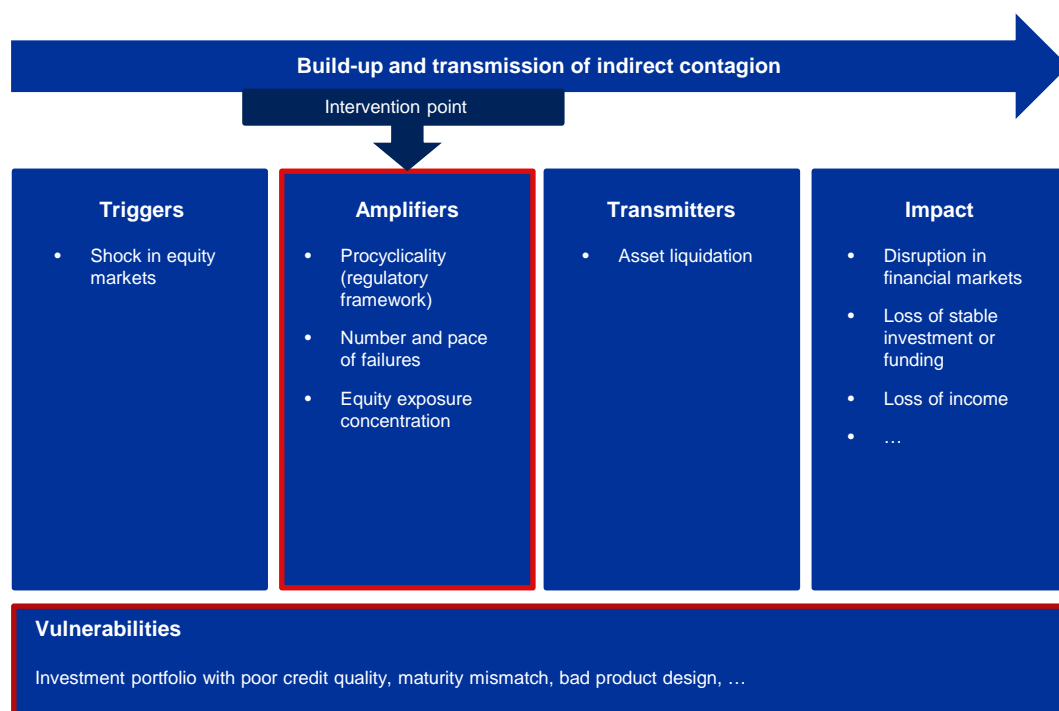 Build-up and transmission of indirect contagion
Intervention point
Triggers
• Shock in equity
markets
Amplifiers
• Procyclicality
(regulatory
framework)
• Number and pace
of failures
• Equity exposure
concentration
Transmitters
• Asset liquidation
Impact
• Disruption in
financial markets
• Loss of stable
investment or
funding
• Loss of income
• …
Vulnerabilities
Investment portfolio with poor credit quality, maturity mismatch, bad product design, …